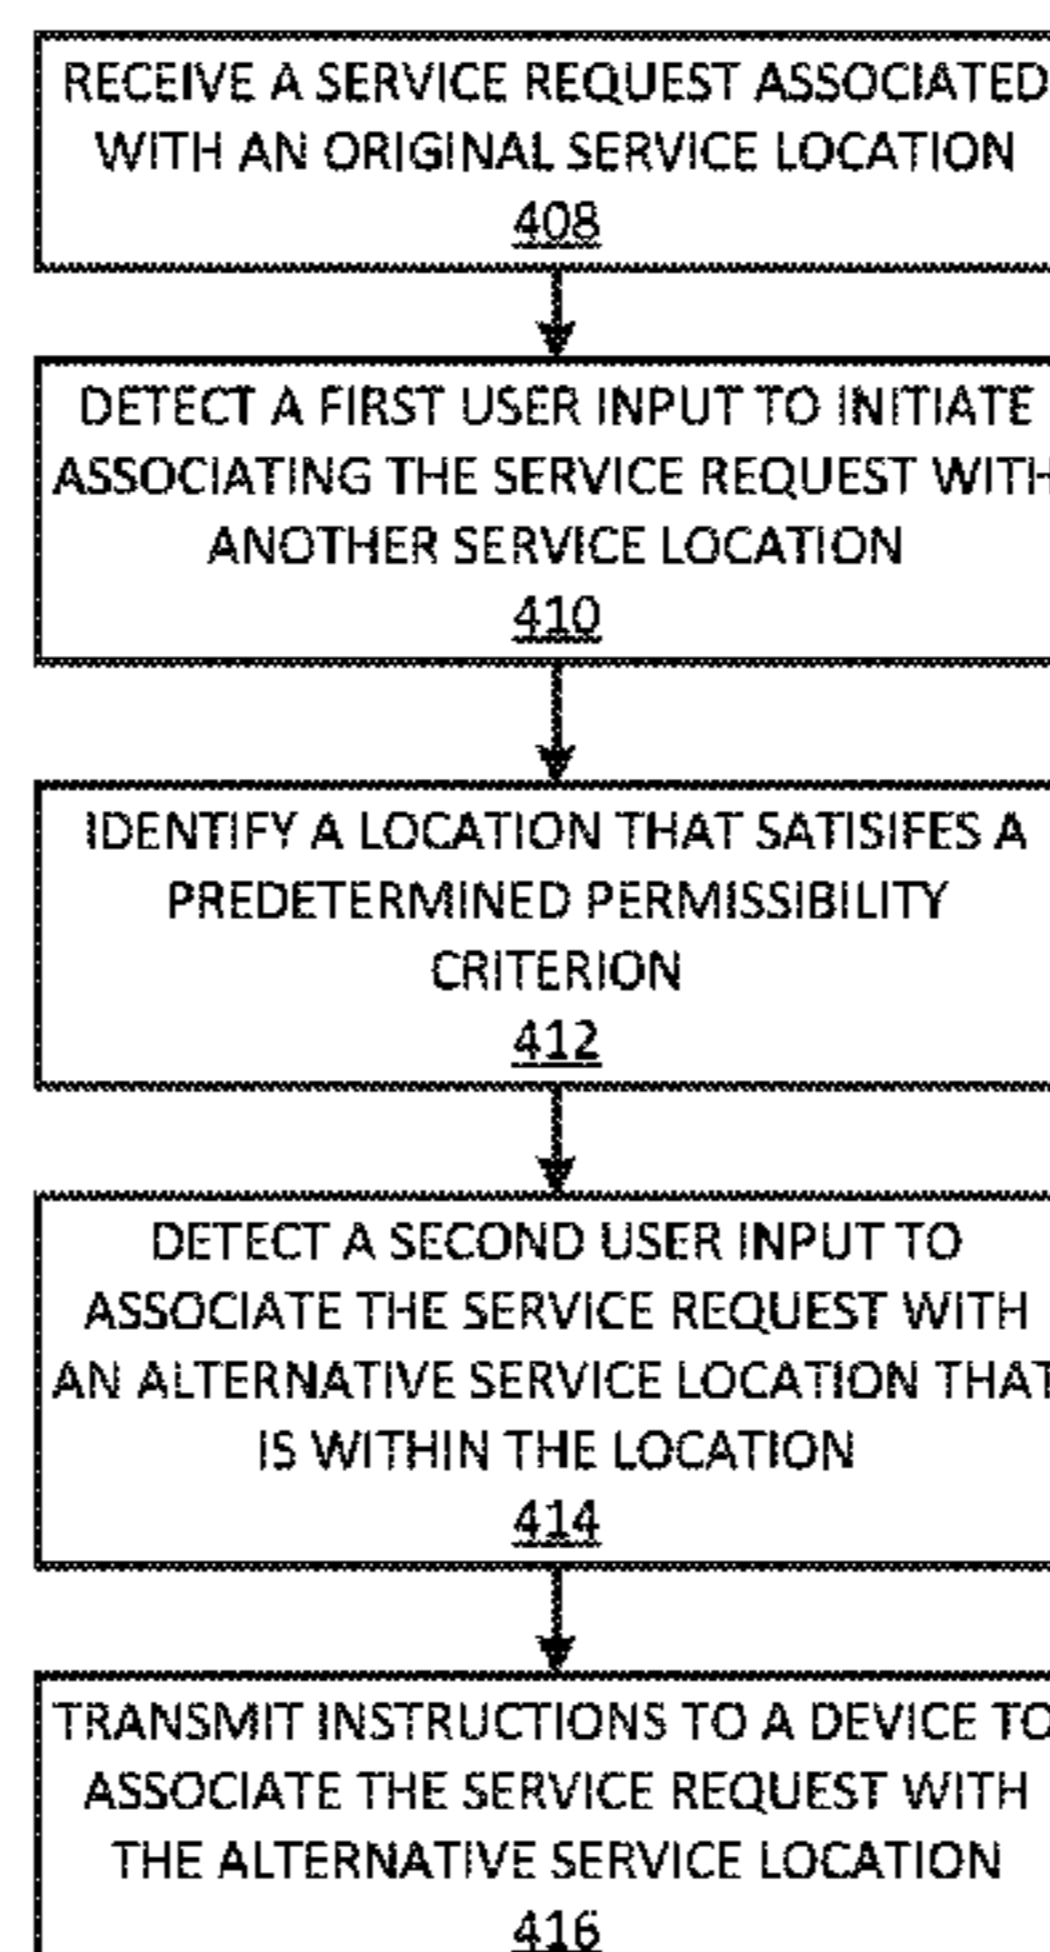 RECEIVE A SERVICE REQUEST ASSOCIATED
WITH AN ORIGINAL SERVICE LOCATION
408
DETECT A FIRST USER INPUT TO INITIATE
ASSOCIATING THE SERVICE REQUEST WITH
ANOTHER SERVICE LOCATION
410
IDENTIFY A LOCATION THAT SATISIFES A
PREDETERMINED PERMISSIBILITY
CRITERION
412
DETECT A SECOND USER INPUT TO
ASSOCIATE THE SERVICE REQUEST WITH
AN ALTERNATIVE SERVICE LOCATION THAT
IS WITHIN THE LOCATION
414
TRANSMIT INSTRUCTIONS TO A DEVICE TO
ASSOCIATE THE SERVICE REQUEST WITH
THE ALTERNATIVE SERVICE LOCATION
416